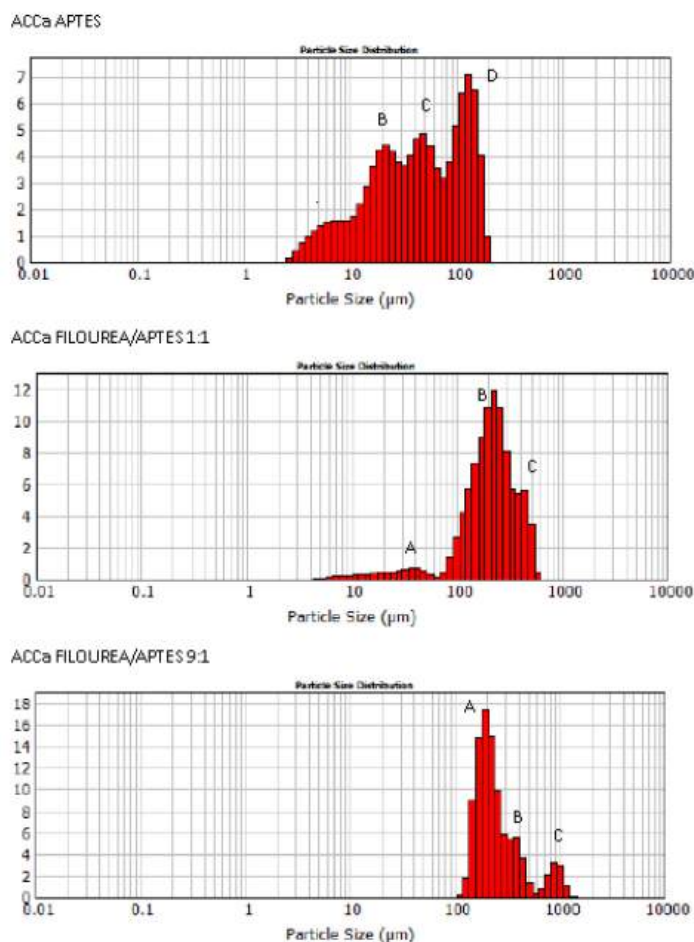 ACCa APTES
Particle Size Distribution
7
6
5
4
3
2
1
0
B
C
D
0.01 0.1 1 10 100 1000 10000
Particle Size (µm)
ACCa FILOUREA/APTES 1:1
Particle Size Distribution
12
10
8
6
4
2
0
A
B
C
0.01 0.1 1 10 100 1000 10000
Particle Size (µm)
ACCa FILOUREA/APTES 9:1
Particle Size Distribution
18
16
14
12
10
8
6
4
2
0
A
B
C
0.01 0.1 1 10 100 1000 10000
Particle Size (µm)